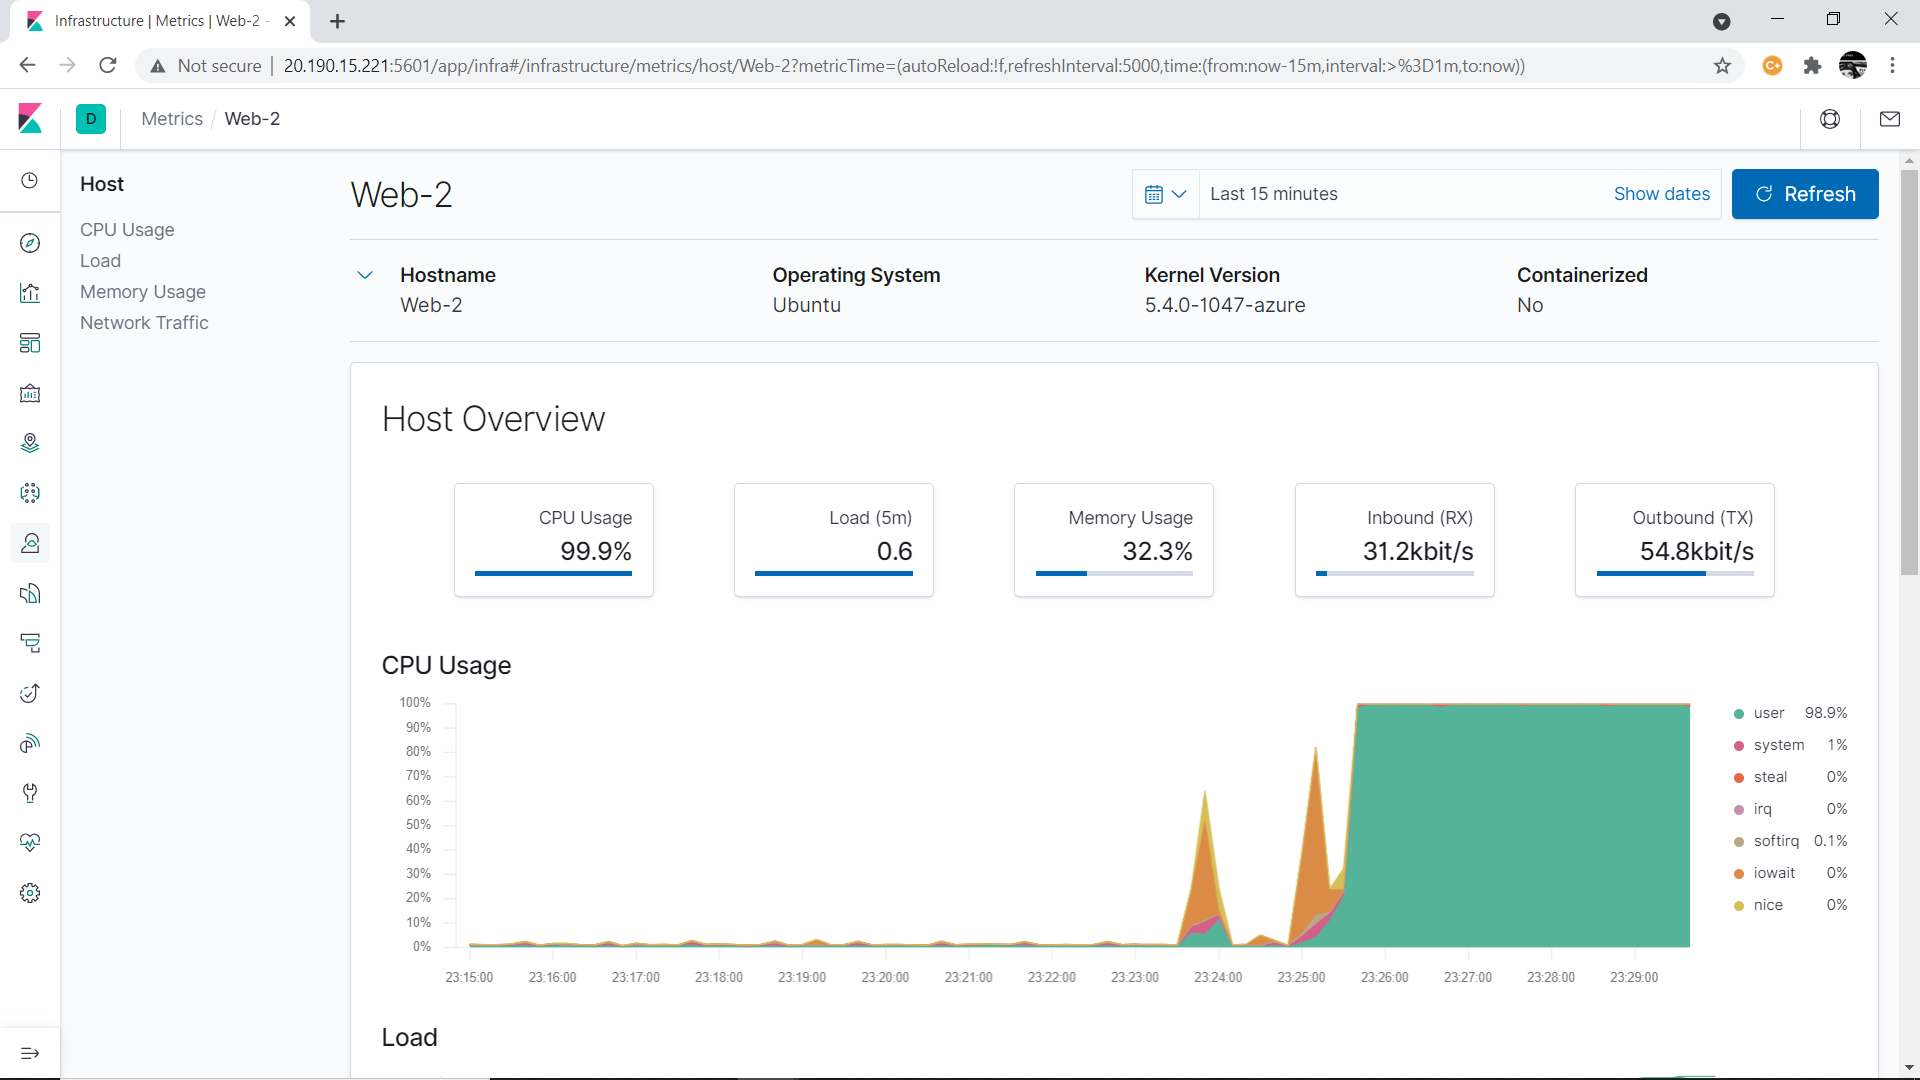 Infrastructure | Metrics | Web-2 -
Not secure | 20.190.15.221:5601/app/infra#/infrastructure/metrics/host/Web-2?metricTime=(autoReload:!f,refreshInterval:5000,time:(from:now-15m,interval:>%3D1m,to:now))
D Metrics / Web-2
Host
CPU Usage
Load
Memory Usage
Network Traffic
Web-2
Last 15 minutes Show dates Refresh
Hostname Operating System Kernel Version Containerized
Web-2 Ubuntu 5.4.0-1047-azure No
Host Overview
CPU Usage Load (5m) Memory Usage Inbound (RX) Outbound (TX)
99.9% 0.6 32.3% 31.2kbit/s 54.8kbit/s
CPU Usage
100%
90%
80%
70%
60%
50%
40%
30%
20%
10%
0%
23:15:00 23:16:00 23:17:00 23:18:00 23:19:00 23:20:00 23:21:00 23:22:00 23:23:00 23:24:00 23:25:00 23:26:00 23:27:00 23:28:00 23:29:00
user 98.9%
system 1%
steal 0%
irq 0%
softirq 0.1%
iowait 0%
nice 0%
Load